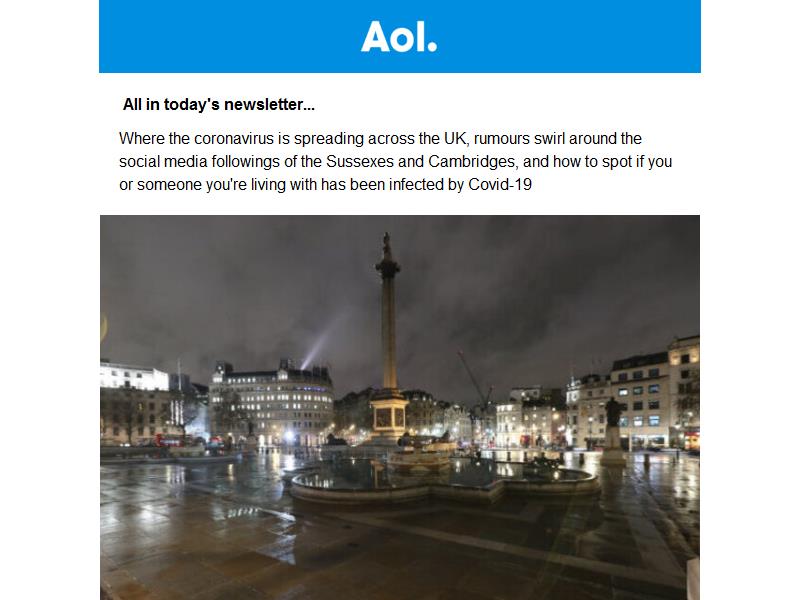 Aol.
All in today's newsletter...
Where the coronavirus is spreading across the UK, rumours swirl around the
social media followings of the Sussexes and Cambridges, and how to spot if you
or someone you're living with has been infected by Covid-19